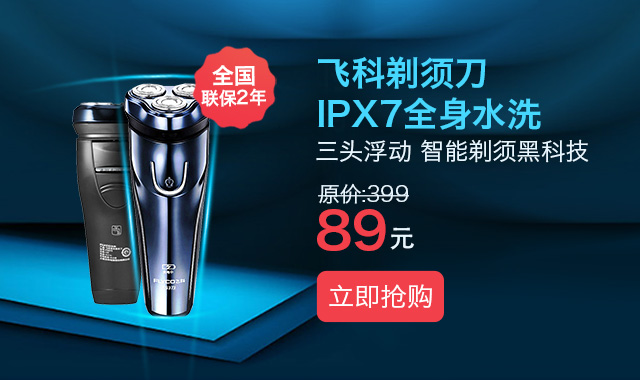 全国
联保2年
飞科剃须刀
IPX7全身水洗
三头浮动 智能剃须黑科技
原价:399
89元
立即抢购